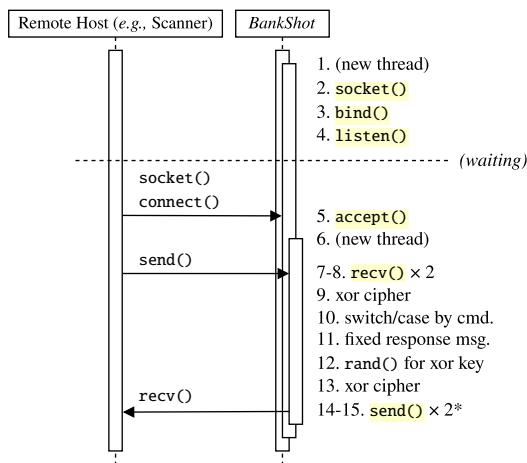 Remote Host (e.g., Scanner)
BankShot
1. (new thread)
2. socket()
3. bind()
4. listen()
(waiting)
socket()
connect()
5. accept()
6. (new thread)
send()
7-8. recv() × 2
9. xor cipher
10. switch/case by cmd.
11. fixed response msg.
12. rand() for xor key
13. xor cipher
recv()
14-15. send() × 2*